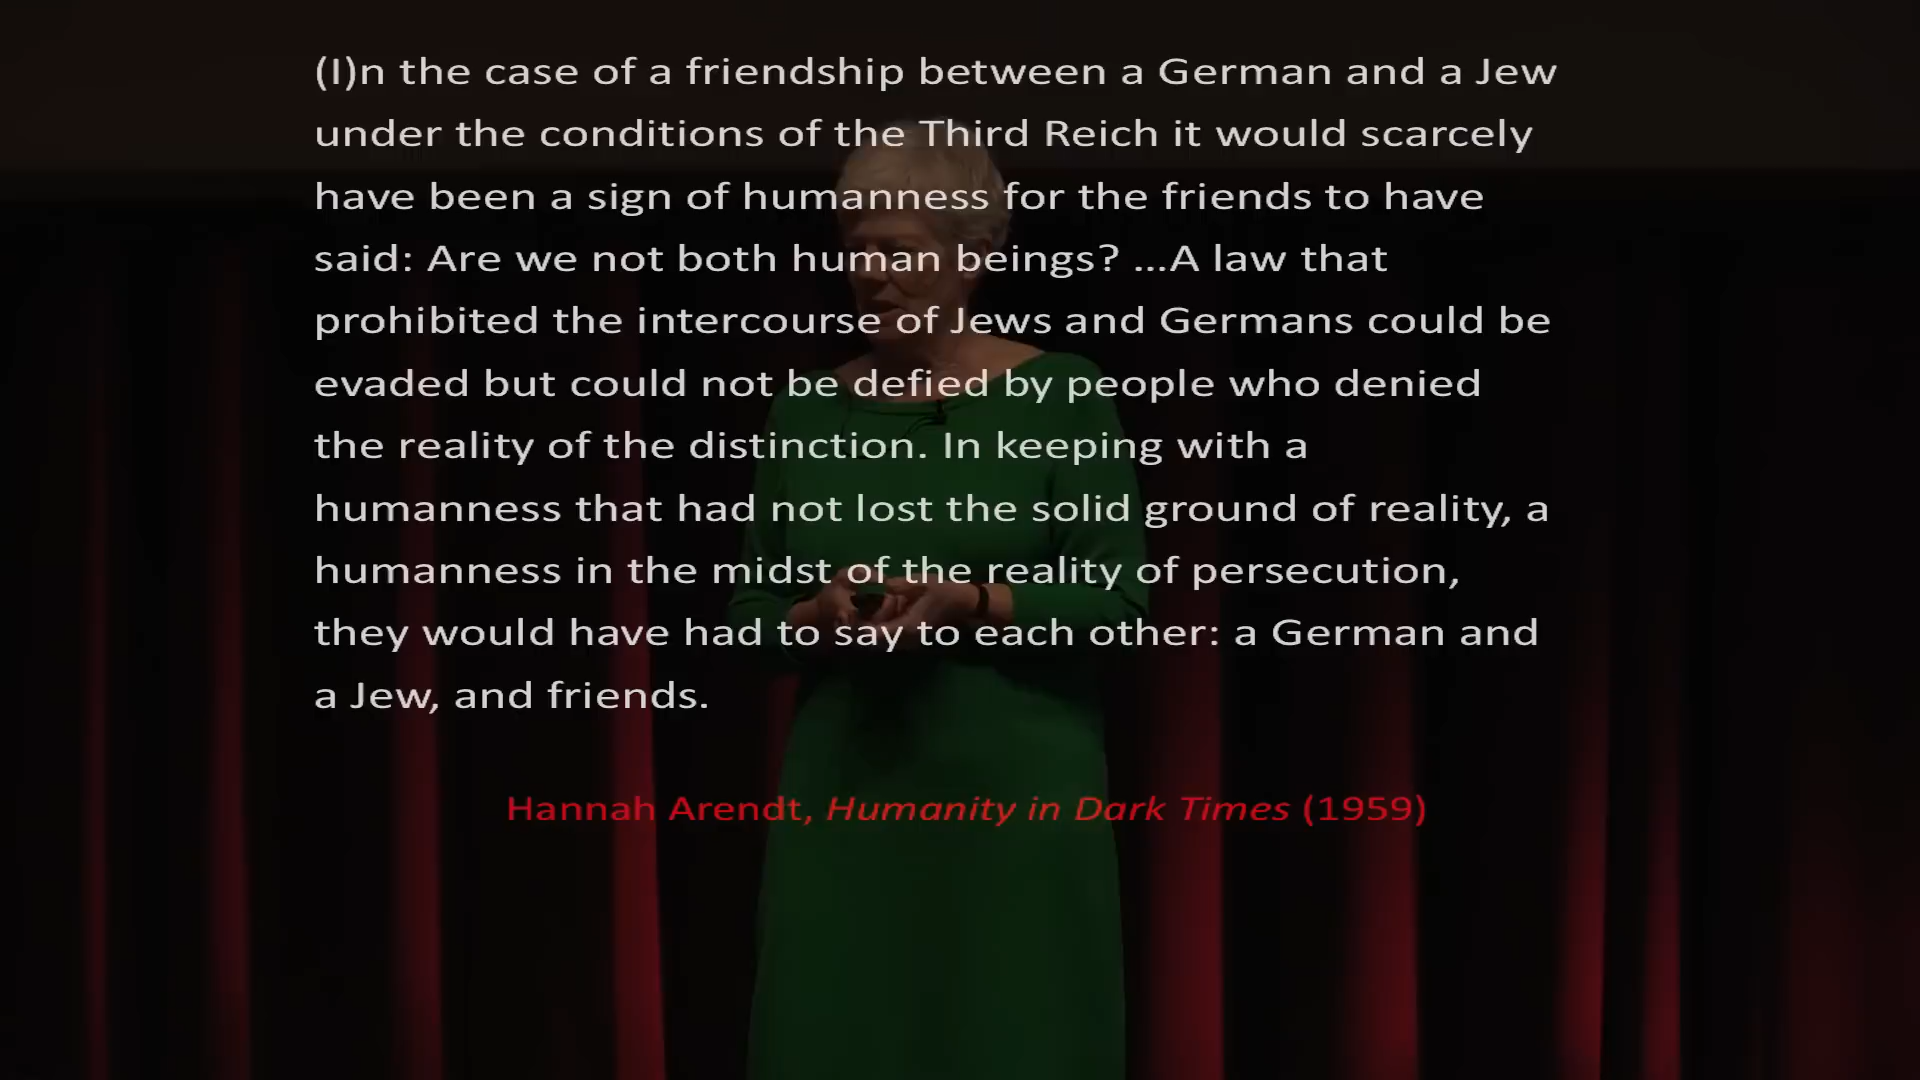 (I)n the case of a friendship between a German and a Jew
under the conditions of the Third Reich it would scarcely
have been a sign of humanness for the friends to have
said: Are we not both human beings? ...A law that
prohibited the intercourse of Jews and Germans could be
evaded but could not be defied by people who denied
the reality of the distinction. In keeping with a
humanness that had not lost the solid ground of reality, a
humanness in the midst of the reality of persecution,
they would have had to say to each other: a German and
a Jew, and friends.
Hannah Arendt, Humanity in Dark Times (1959)